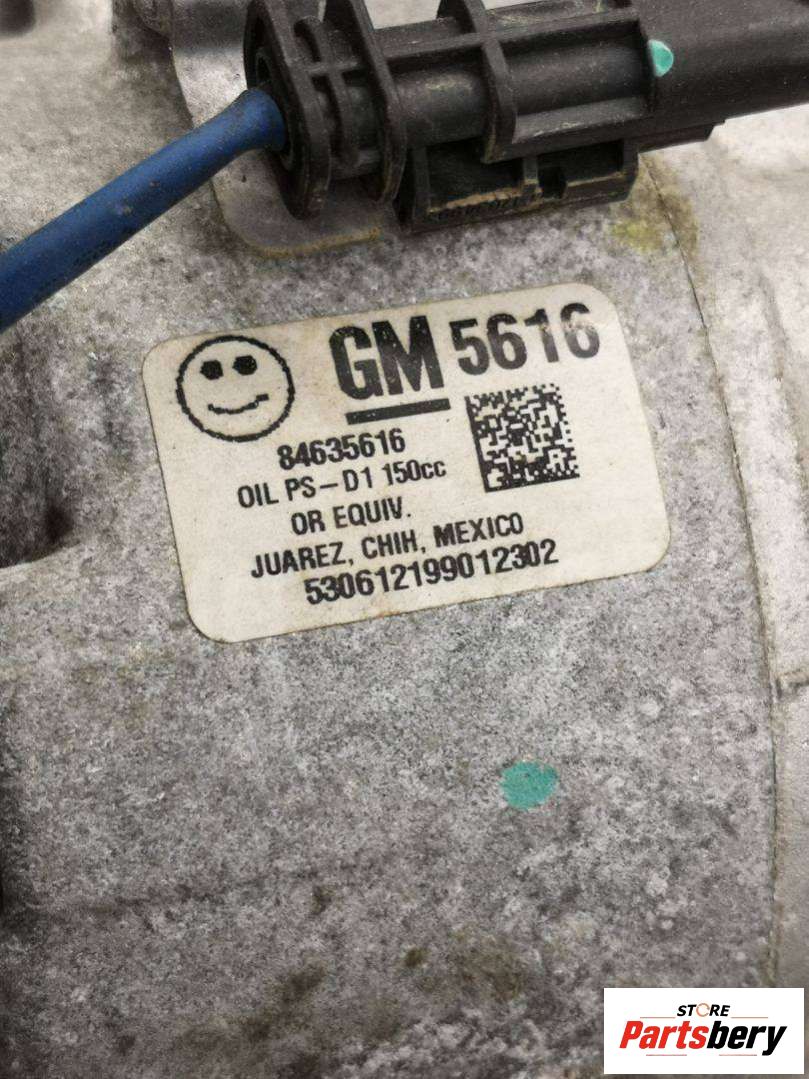 GM 5616
84635616
OIL PS-D1 150cc
OR EQUIV.
JUAREZ, CHIH, MEXICO
530612199012302
STORE
Partsbery